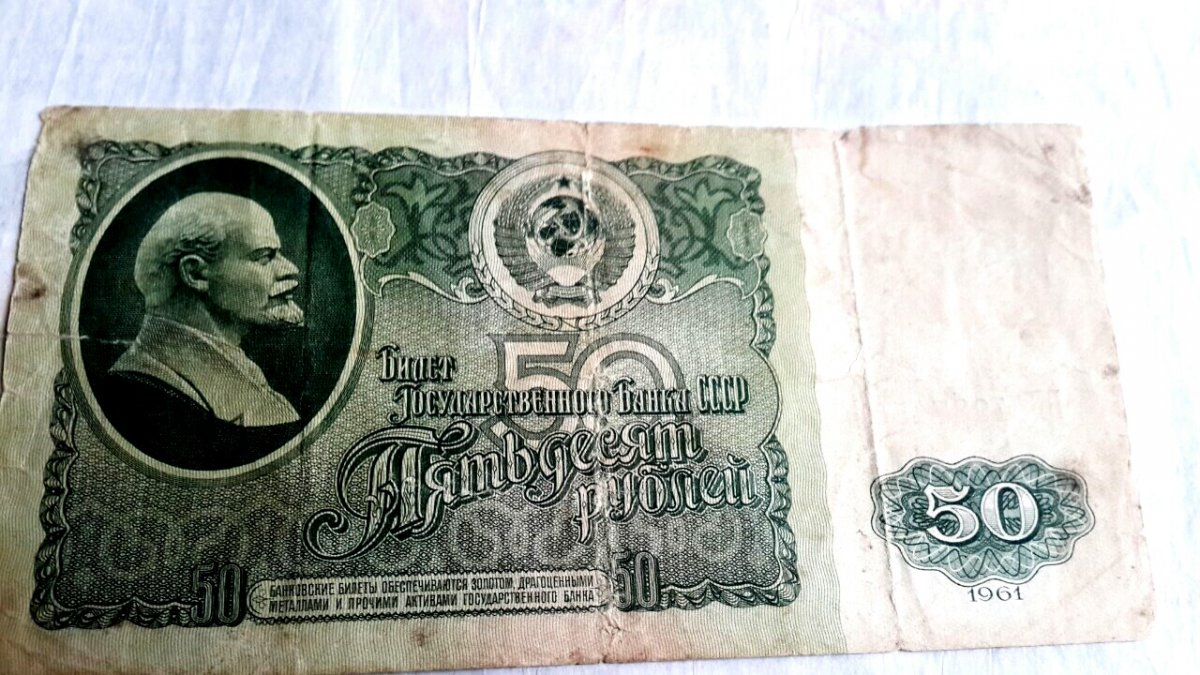 50
Билет
Государственного Банка СССР
Пятьдесят
рублей
50
БАНКОВСКИЕ БИЛЕТЫ ОБЕСПЕЧИВАЮТСЯ ЗОЛОТОМ, ДРАГОЦЕННЫМИ
МЕТАЛЛАМИ И ПРОЧИМИ АКТИВАМИ ГОСУДАРСТВЕННОГО БАНКА
50
50
1961